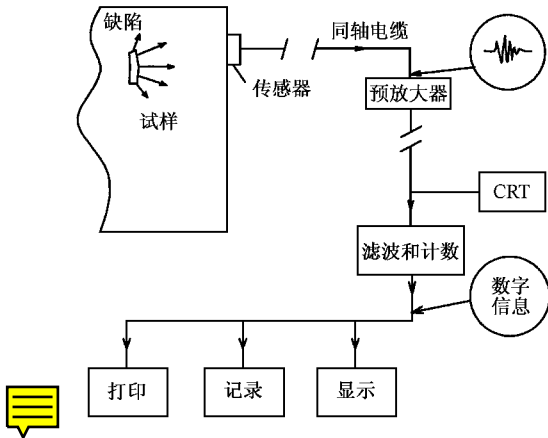 缺陷
同轴电缆
传感器
预放大器
试样
CRT
滤波和计数
数字
信息
打印
记录
显示